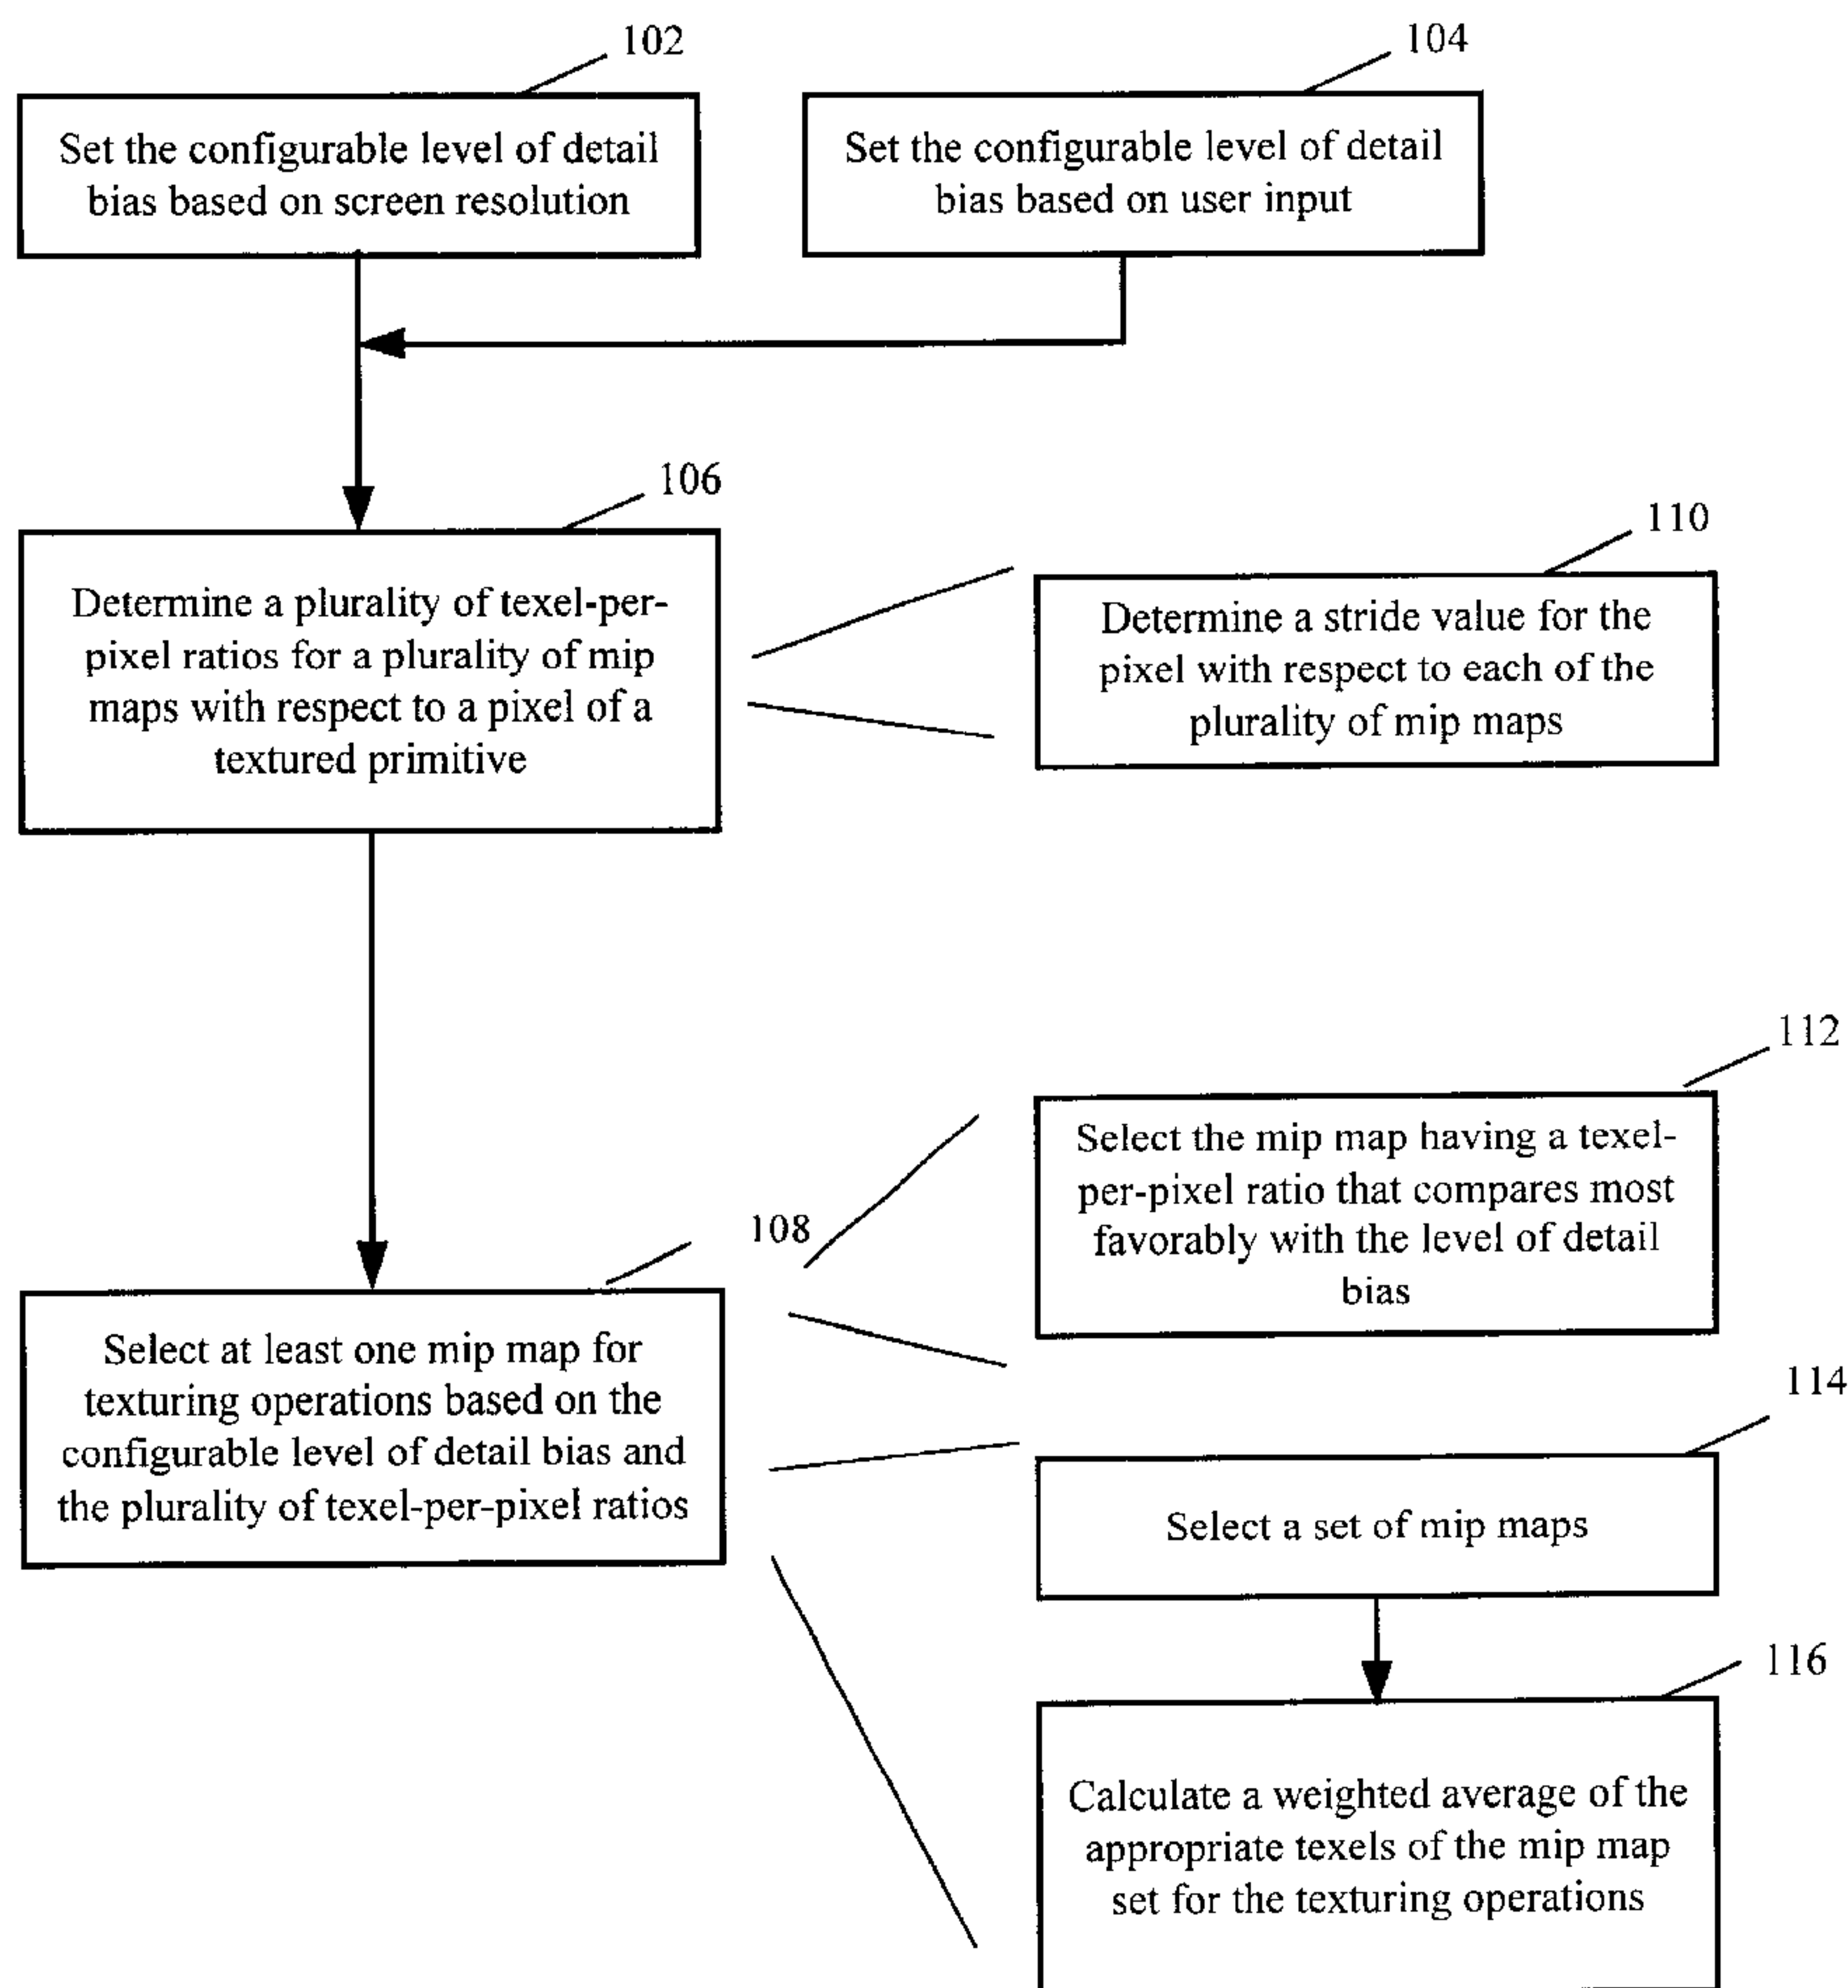 102
Set the configurable level of detail
bias based on screen resolution
104
Set the configurable level of detail
bias based on user input
106
Determine a plurality of texel-per-
pixel ratios for a plurality of mip
maps with respect to a pixel of a
textured primitive
110
Determine a stride value for the
pixel with respect to each of the
plurality of mip maps
108
Select at least one mip map for
texturing operations based on the
configurable level of detail bias and
the plurality of texel-per-pixel ratios
112
Select the mip map having a texel-
per-pixel ratio that compares most
favorably with the level of detail
bias
114
Select a set of mip maps
116
Calculate a weighted average of the
appropriate texels of the mip map
set for the texturing operations